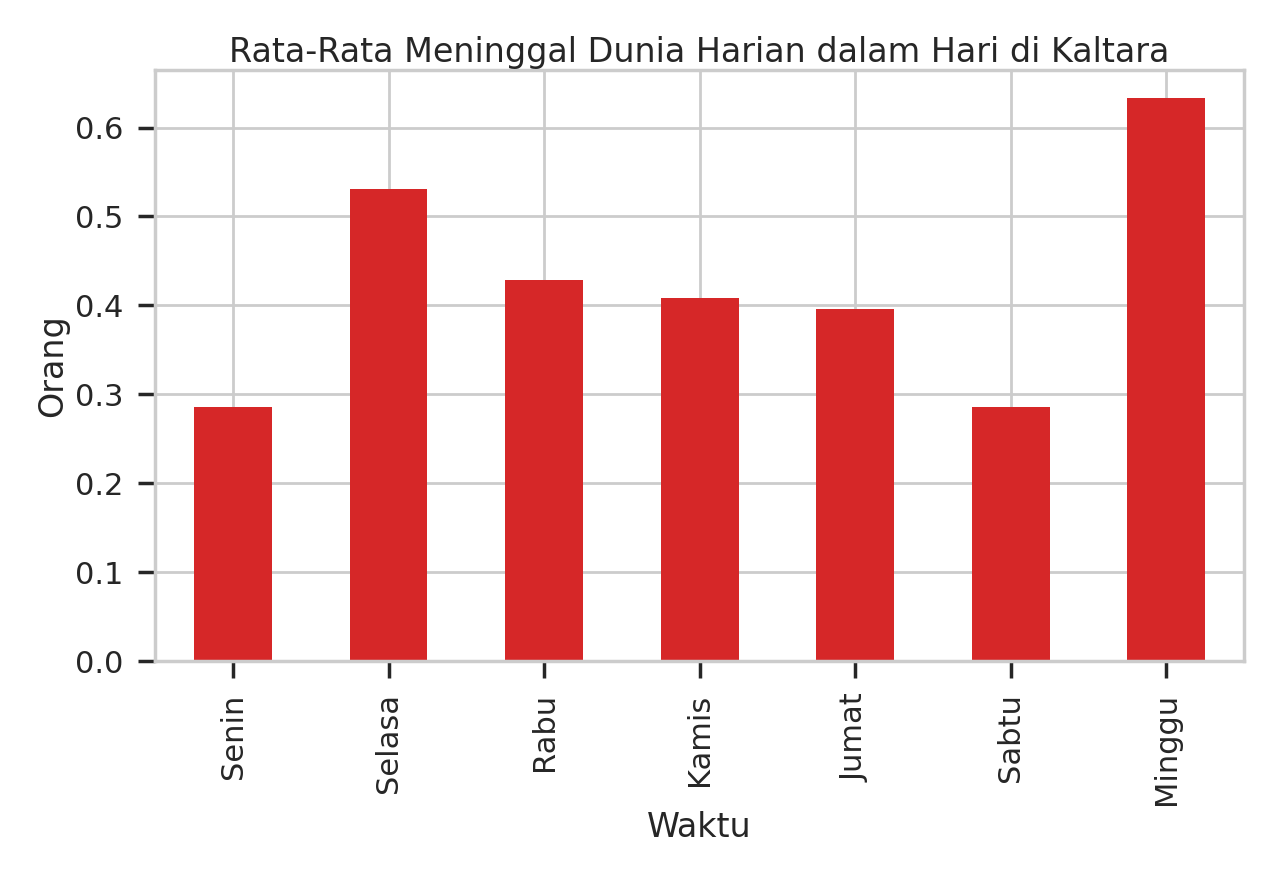 Rata-Rata Meninggal Dunia Harian dalam Hari di Kaltara
0.6
0.5
0.4
0.3
0.2
0.1
0.0
Orang
Senin
Selasa
Rabu
Kamis
Jumat
Sabtu
Minggu
Waktu